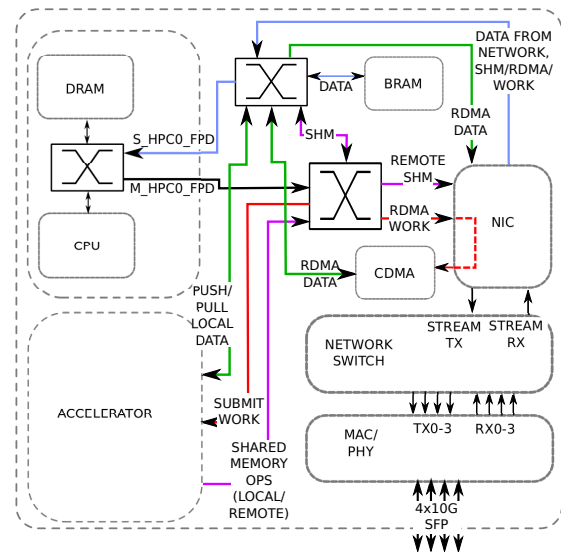 DATA FROM
NETWORK,
SHM/RDMA/
WORK
DRAM
DATA
BRAM
RDMA
DATA
S_HPC0_FPD
SHM
M_HPC0_FPD
REMOTE
SHM
RDMA
WORK
NIC
CPU
RDMA
DATA
CDMA
PUSH/
PULL
LOCAL
DATA
STREAM
TX
STREAM
RX
NETWORK
SWITCH
ACCELERATOR
SUBMIT
WORK
TX0-3
RX0-3
MAC/
PHY
SHARED
MEMORY
OPS
(LOCAL/
REMOTE)
4x10G
SFP